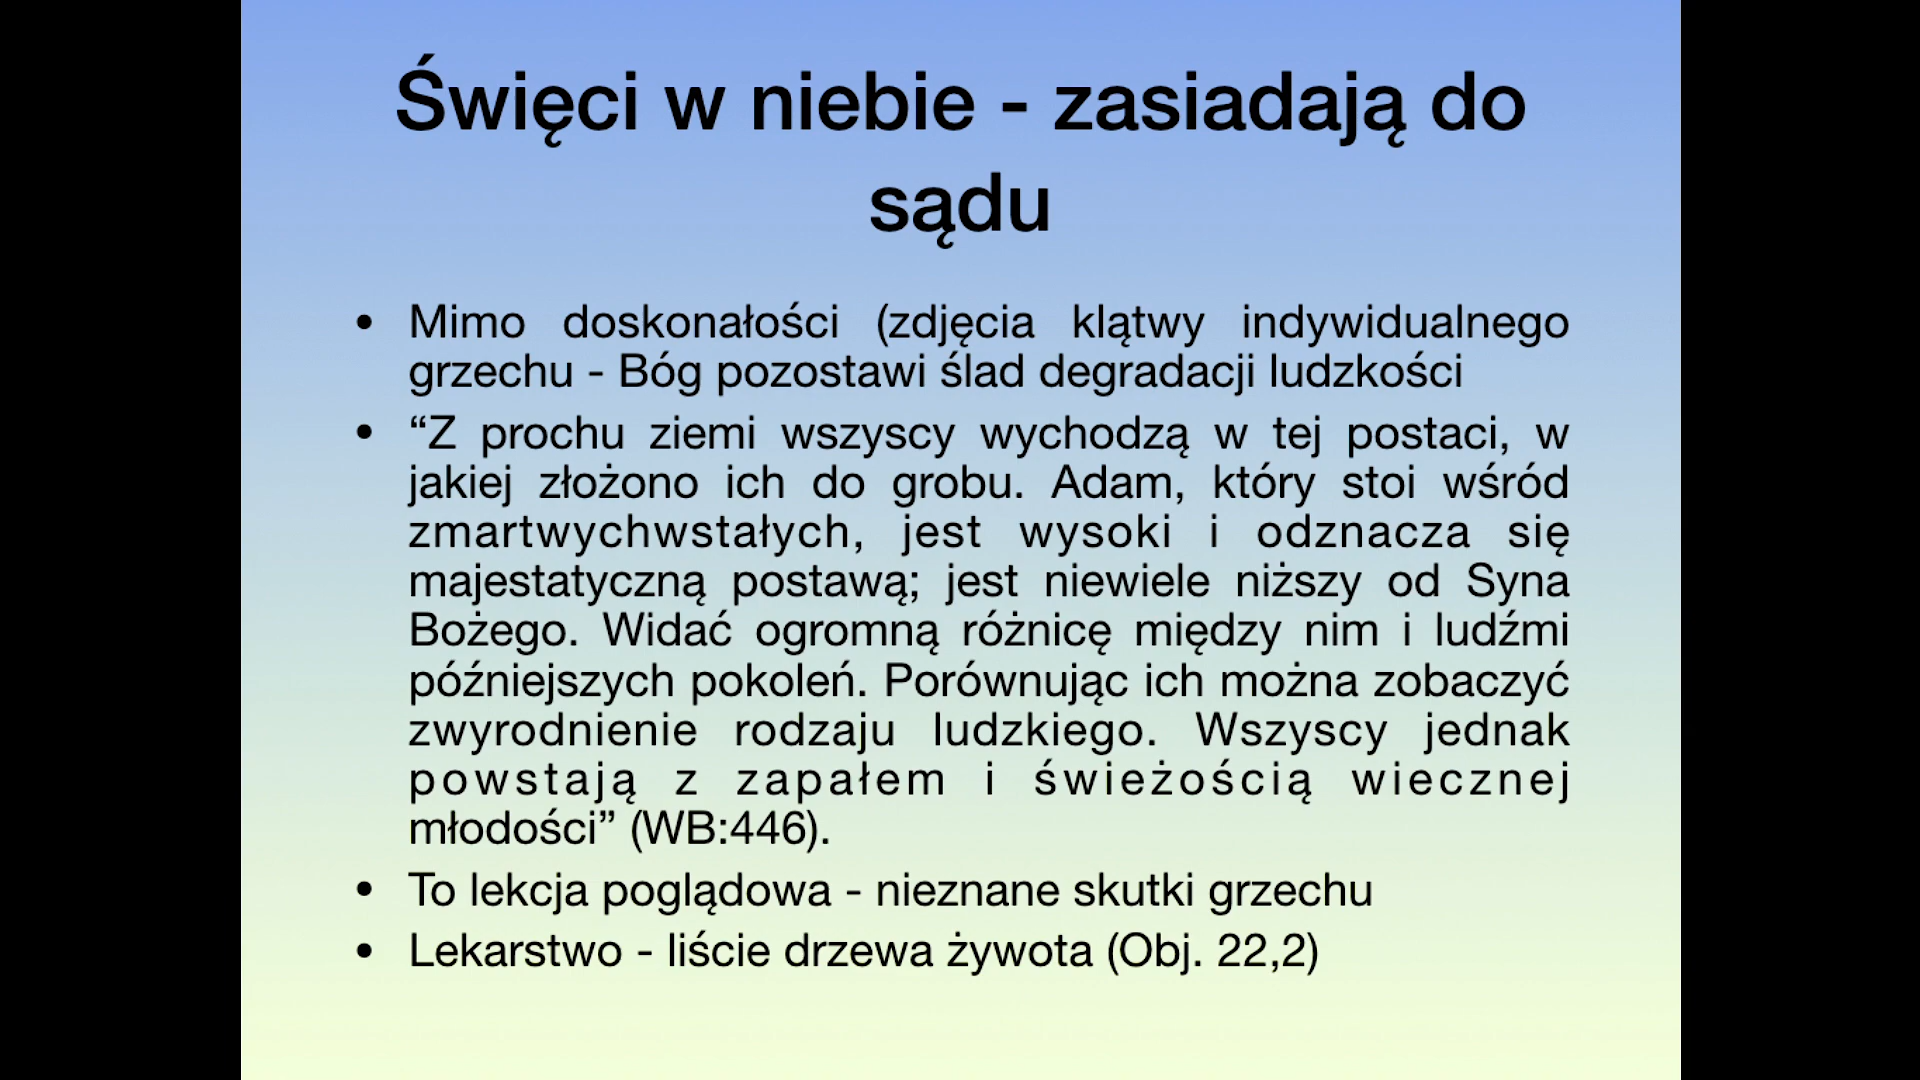 Święci w niebie - zasiadają do
sądu
• Mimo doskonałości (zdjęcia klątwy indywidualnego
grzechu - Bóg pozostawi ślad degradacji ludzkości
• “Z prochu ziemi wszyscy wychodzą w tej postaci, w
jakiej złożono ich do grobu. Adam, który stoi wśród
zmartwychwstałych, jest wysoki i odznacza się
majestatyczną postawą; jest niewiele niższy od Syna
Bożego. Widać ogromną różnicę między nim i ludźmi
późniejszych pokoleń. Porównując ich można zobaczyć
zwyrodnienie rodzaju ludzkiego. Wszyscy jednak
powstają z zapałem i świeżością wiecznej
młodości” (WB:446).
• To lekcja poglądowa - nieznane skutki grzechu
• Lekarstwo - liście drzewa żywota (Obj. 22,2)